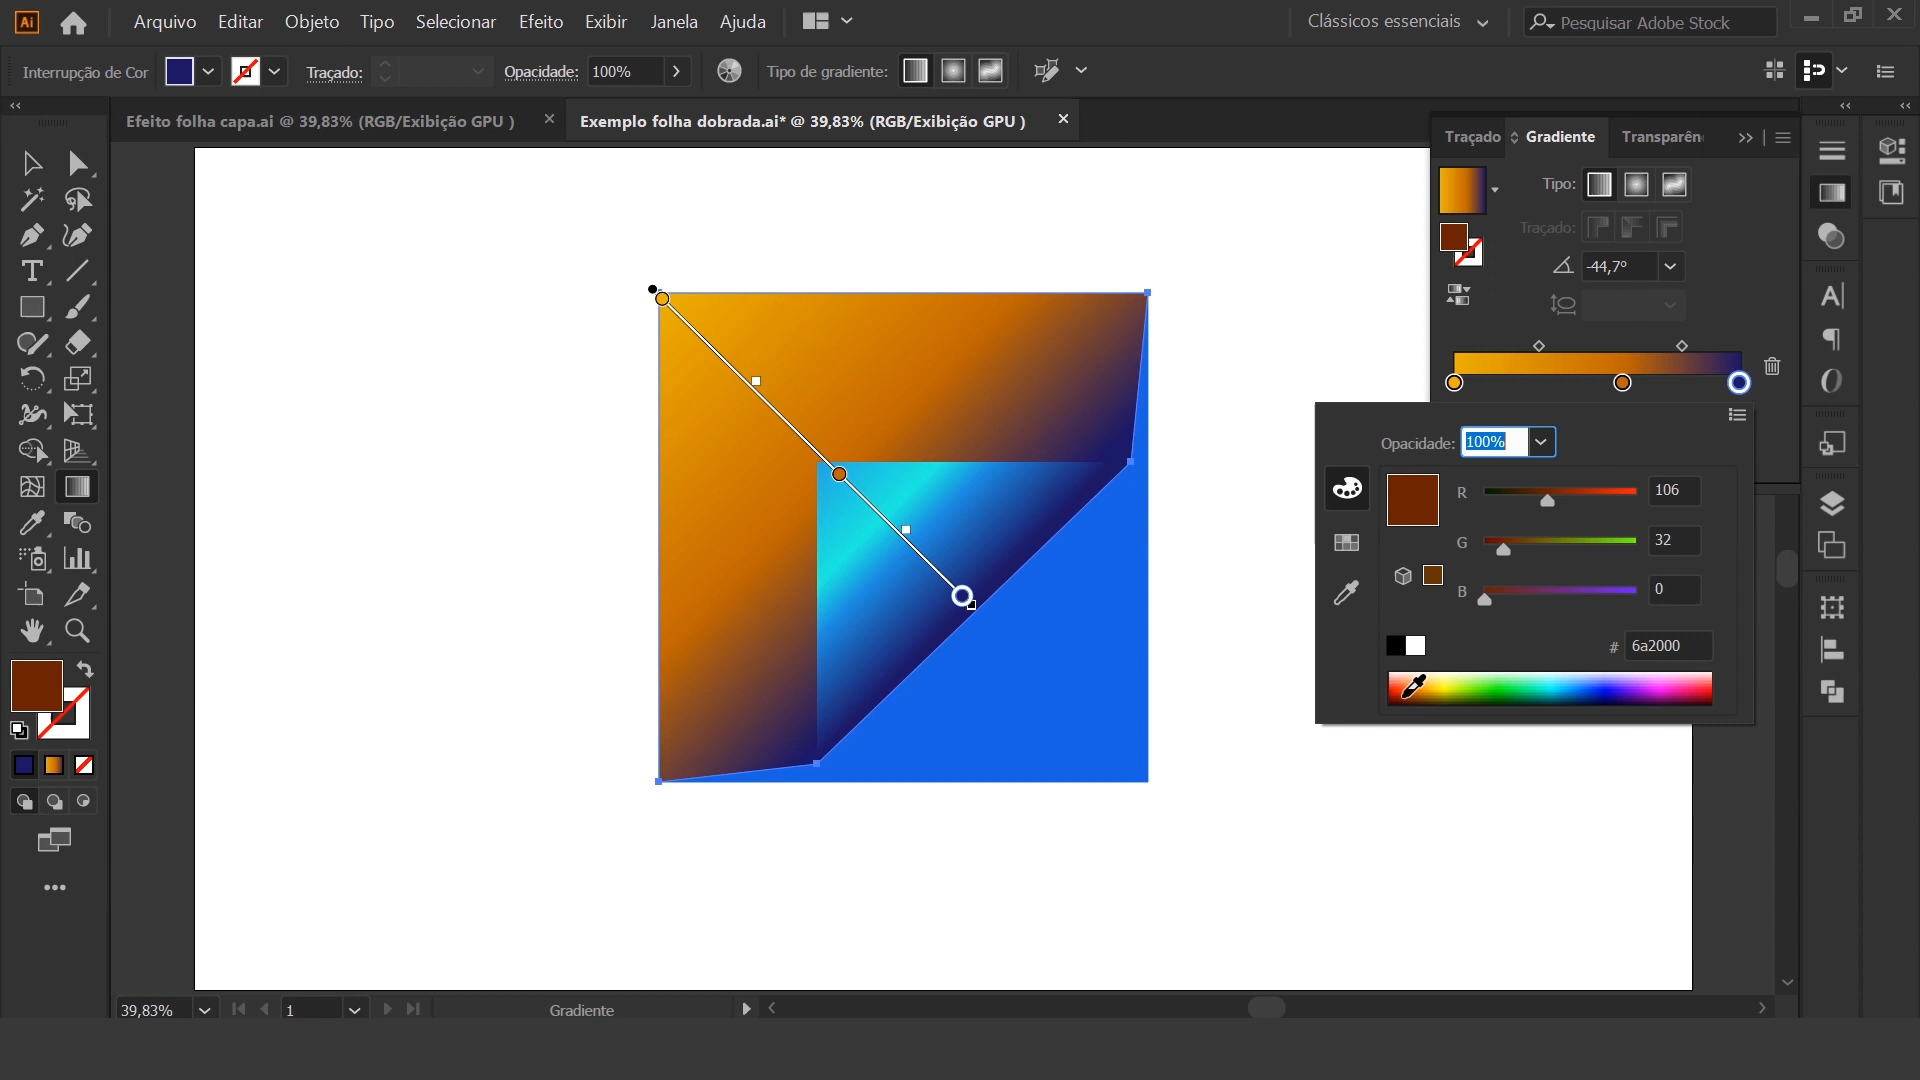 Ai Arquivo Editar Objeto Tipo Selecionar Efeito Exibir Janela Ajuda Clássicos essenciais Pesquisar Adobe Stock
Interrupção de Cor Traçado: Opacidade: 100% Tipo de gradiente:
Efeito folha capa.ai @ 39,83% (RGB/Exibição GPU )
Exemplo folha dobrada.ai* @ 39,83% (RGB/Exibição GPU )
Traçado Gradiente Transparên
Tipo:
Traçado:
-44,7°
Opacidade: 100%
R 106
G 32
B 0
# 6a2000
39,83% 1 Gradiente